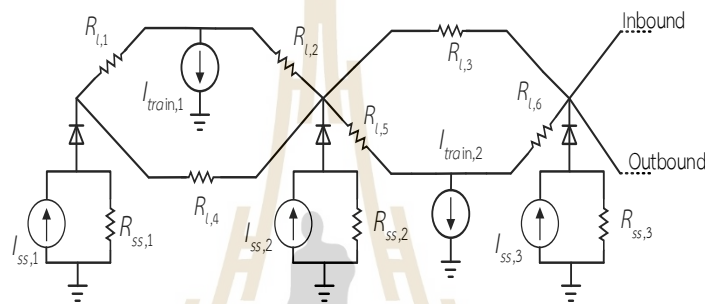 R_l,1
R_l,2
R_l,3
Inbound
I_train,1
R_l,5
R_l,6
I_train,2
Outbound
R_l,4
I_ss,1
R_ss,1
I_ss,2
R_ss,2
I_ss,3
R_ss,3